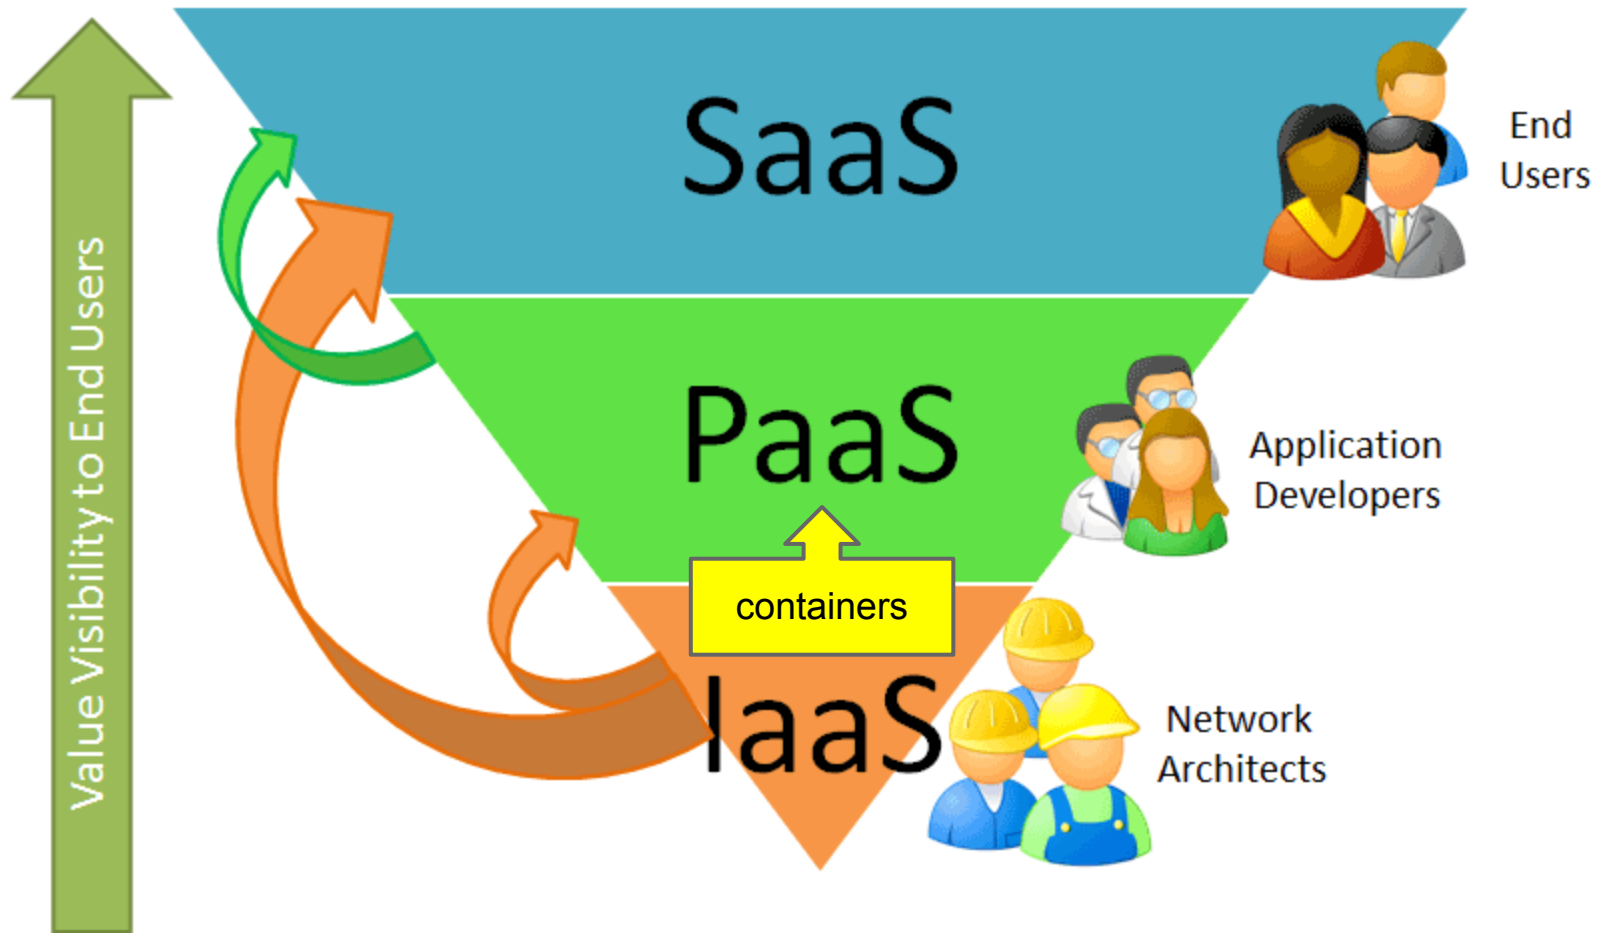 Value Visibility to End Users
SaaS
End
Users
PaaS
Application
Developers
containers
IaaS
Network
Architects